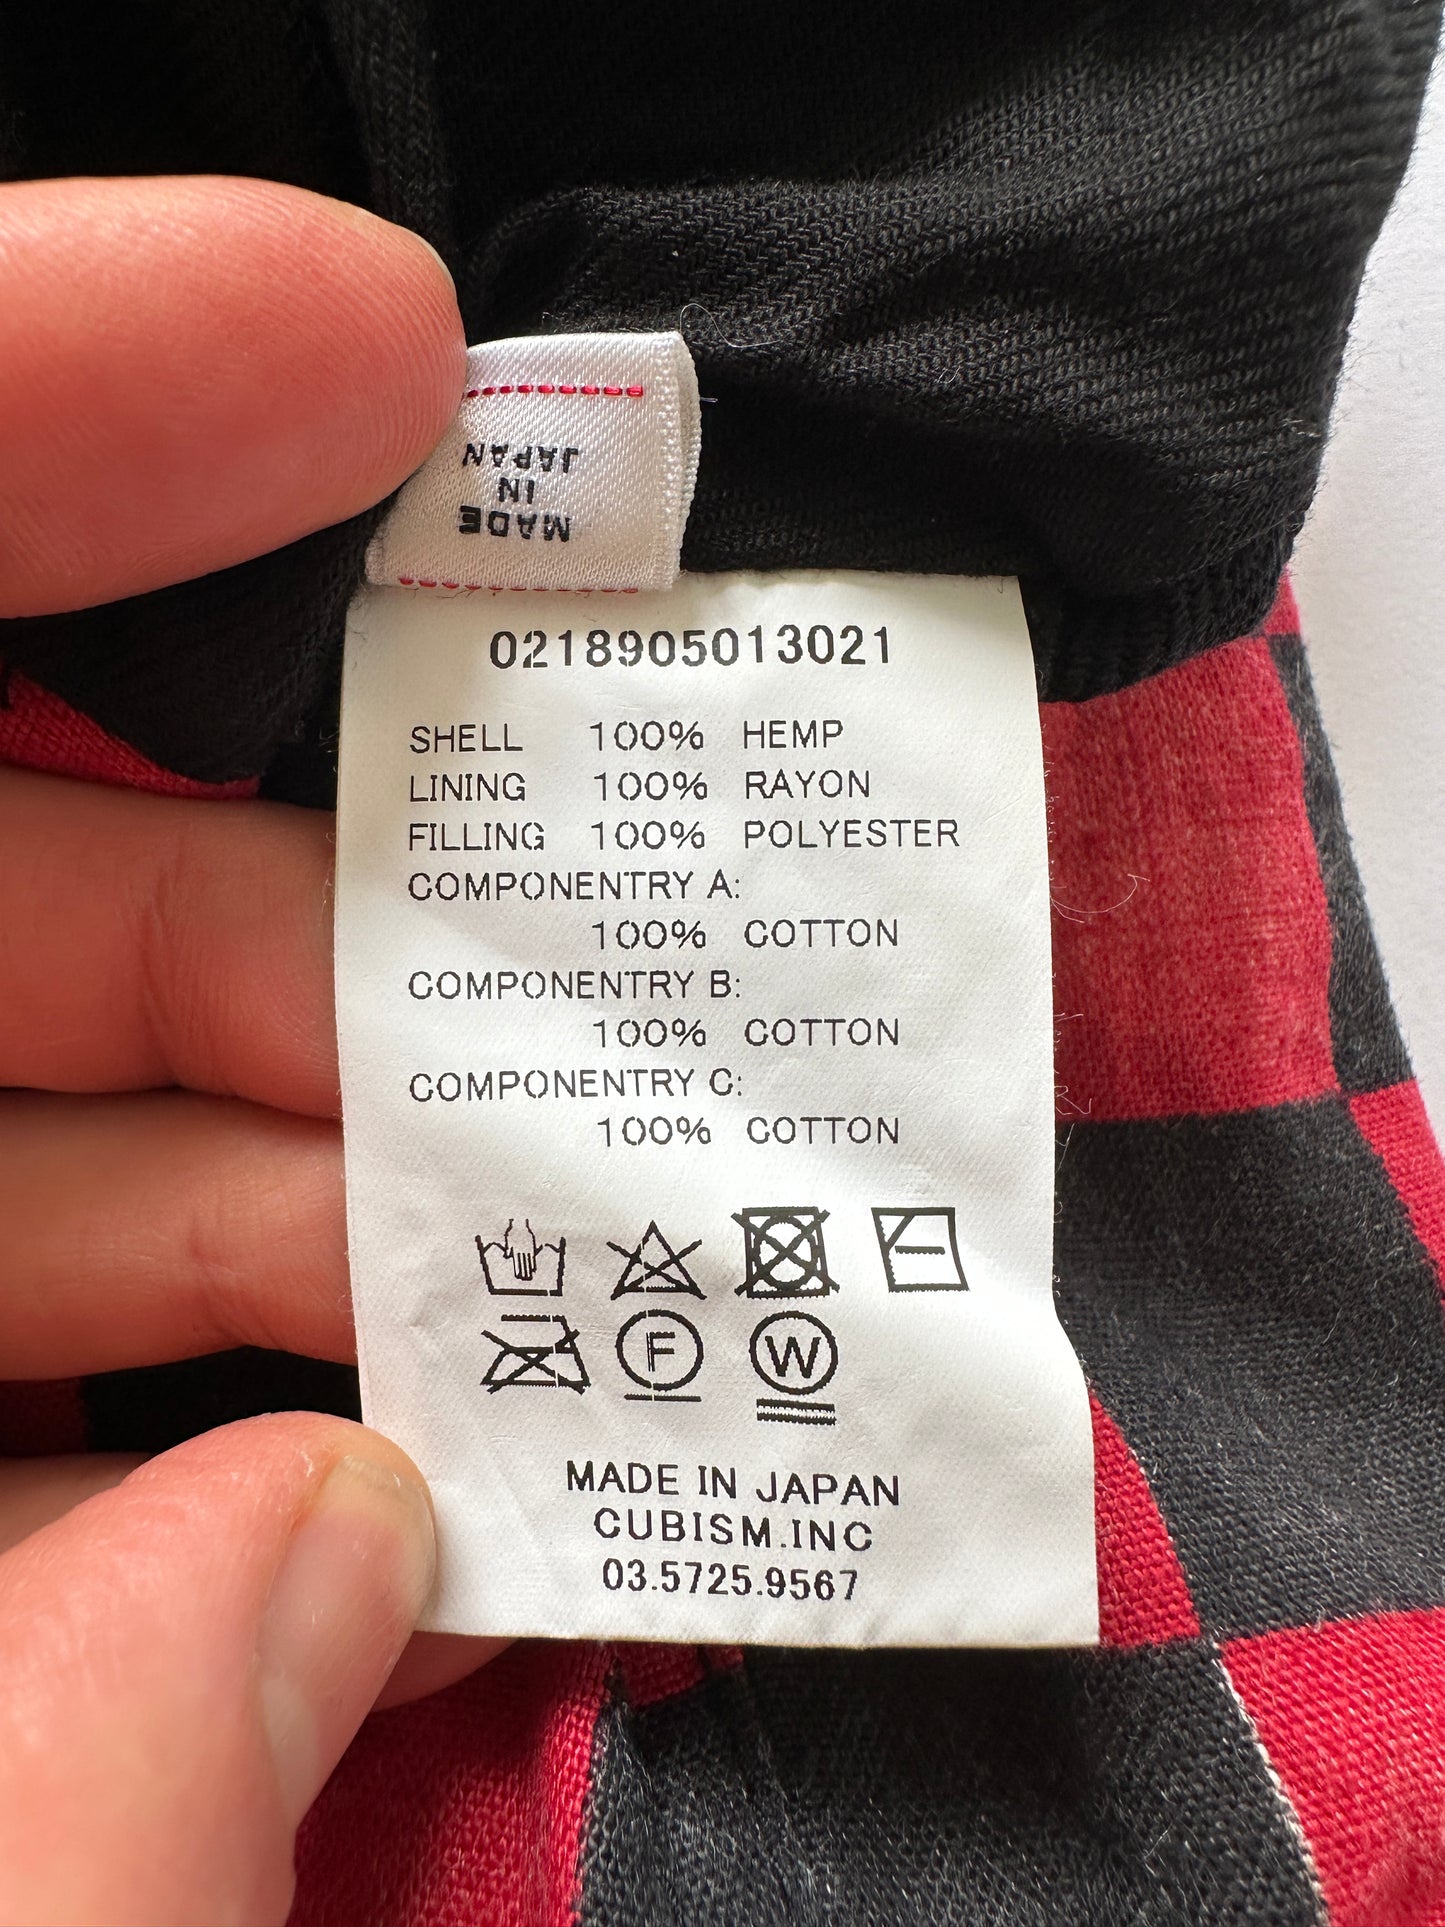 MADE
IN
JAPAN
0218905013021
SHELL 100% HEMP
LINING 100% RAYON
FILLING 100% POLYESTER
COMPONENTRY A:
100% COTTON
COMPONENTRY B:
100% COTTON
COMPONENTRY C:
100% COTTON
F W
MADE IN JAPAN
CUBISM.INC
03.5725.9567